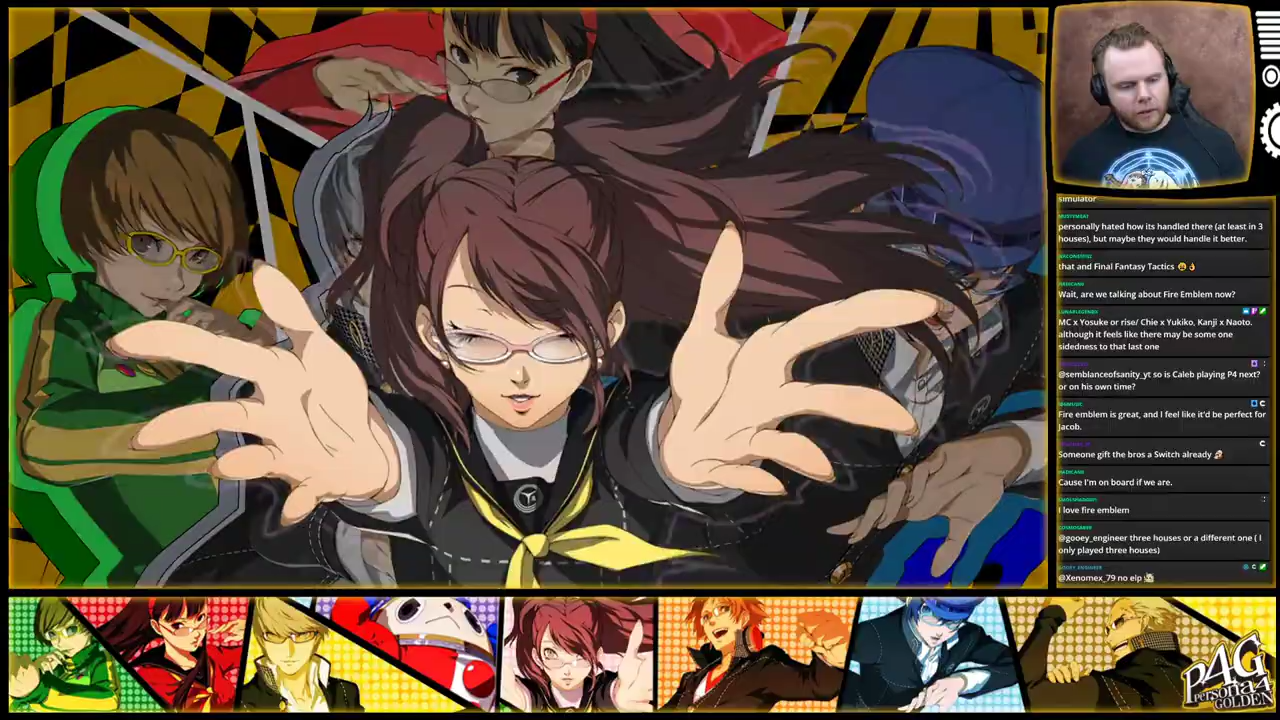 simulator
MUSTYMEAT
personally hated how its handled there (at least in 3
houses), but maybe they would handle it better.
that and Final Fantasy Tactics
Wait, are we talking about Fire Emblem now?
LUNARLEGENDX
MC x Yosuke or rise/ Chie x Yukiko, Kanji x Naoto.
although it feels like there may be some one
sidedness to that last one
@semblanceofsanity_yt so is Caleb playing P4 next?
or on his own time?
Fire emblem is great, and I feel like it'd be perfect for
Jacob.
Someone gift the bros a Switch already
Cause I'm on board if we are.
I love fire emblem
@gooey_engineer three houses or a different one ( I
only played three houses)
GOOEY_ENGINEER
@Xenomex_79 no eip
P4G
Persona4
GOLDEN